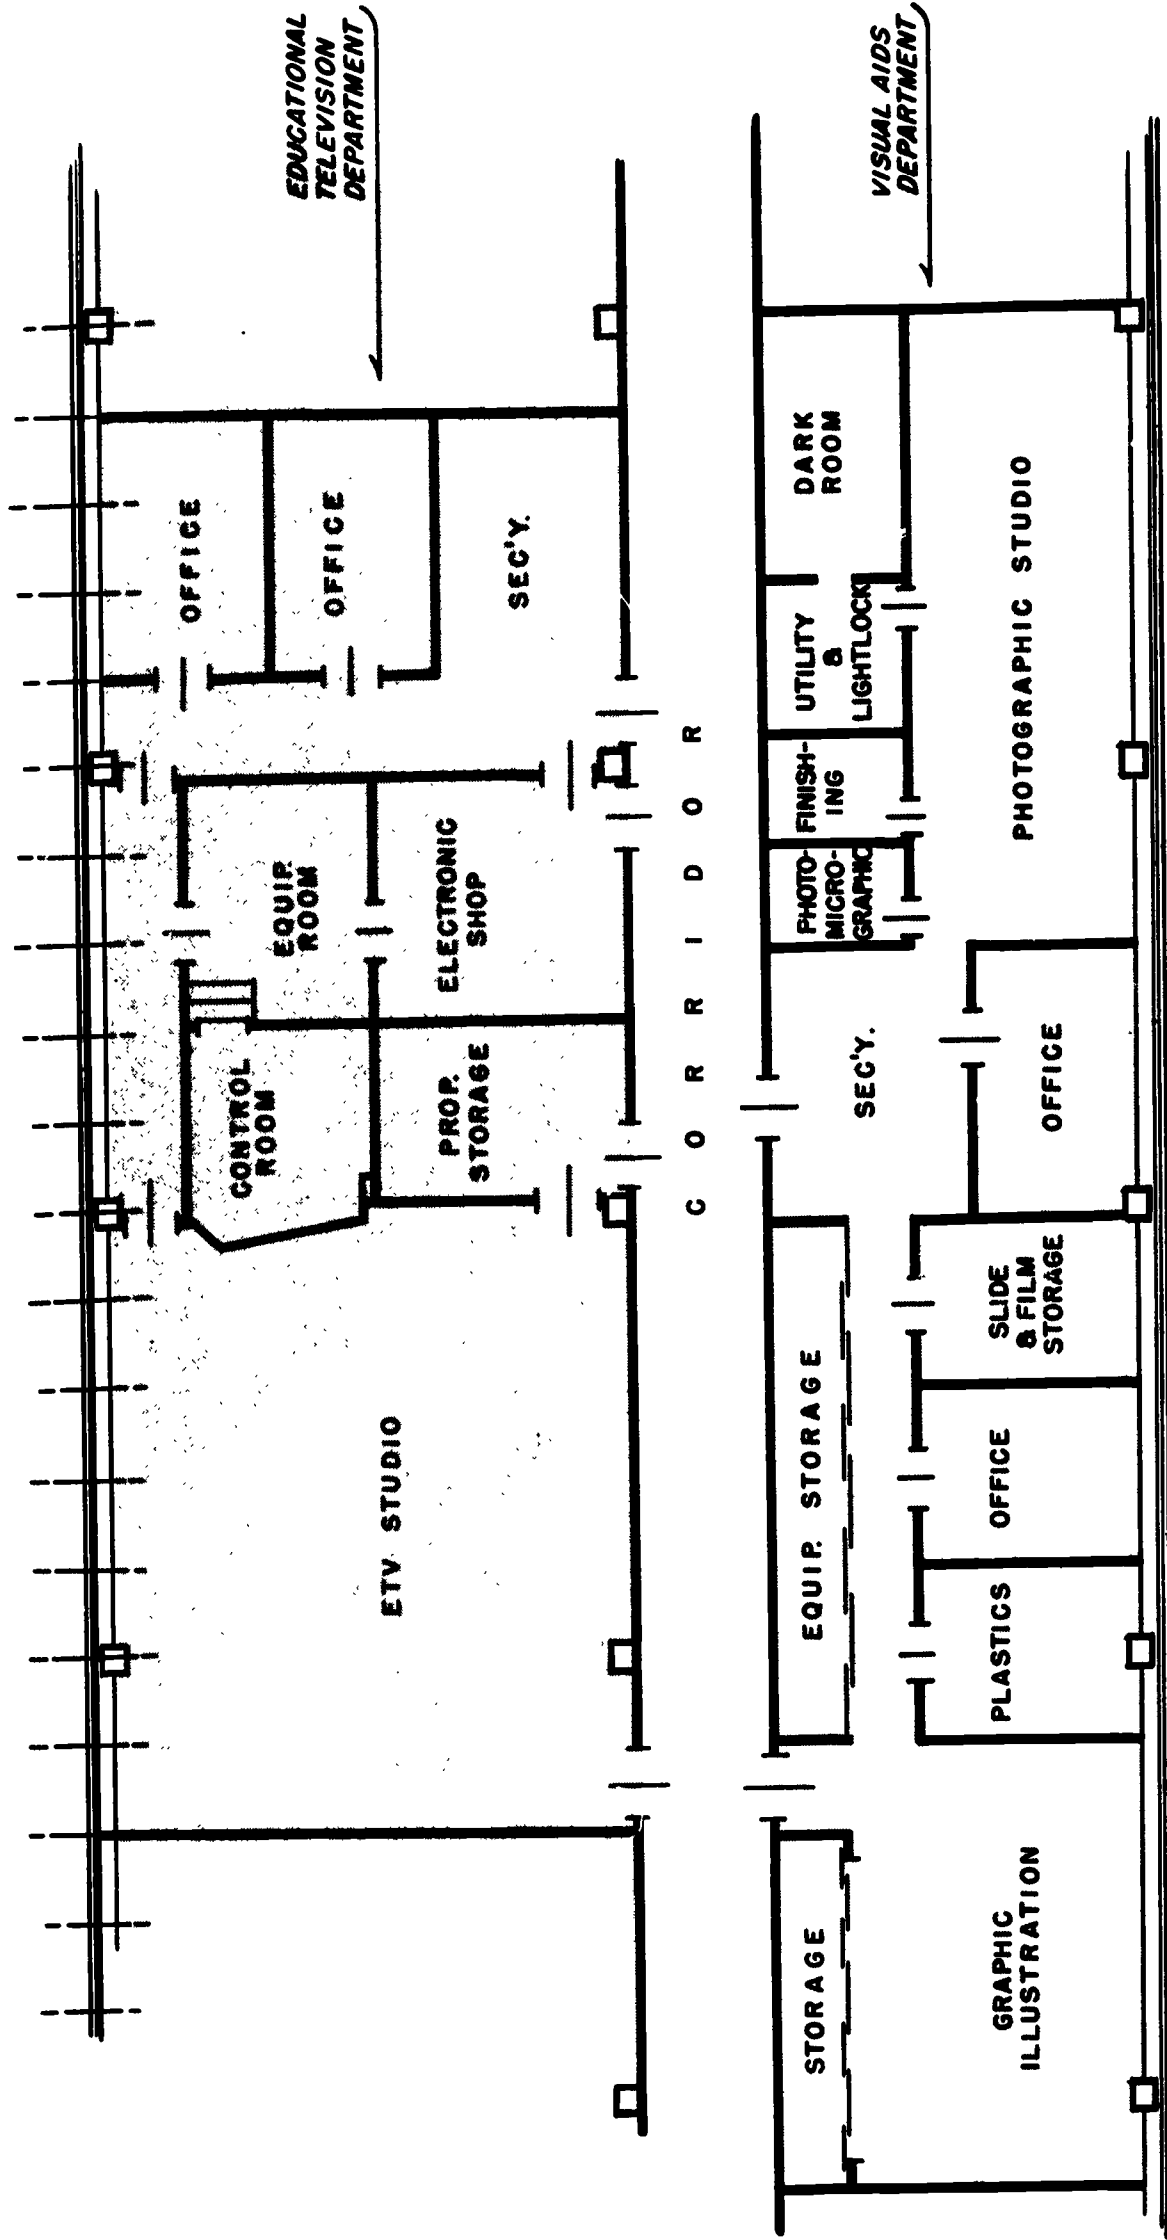 EDUCATIONAL
TELEVISION
DEPARTMENT
OFFICE
OFFICE
SEC'Y.
EQUIP.
ROOM
ELECTRONIC
SHOP
CONTROL
ROOM
PROP.
STORAGE
ETV STUDIO
CORRIDOR
VISUAL AIDS
DEPARTMENT
DARK
ROOM
UTILITY
&
LIGHTLOCK
FINISH-
ING
PHOTO-
MICRO-
GRAPHIC
PHOTOGRAPHIC STUDIO
SEC'Y.
OFFICE
EQUIP. STORAGE
SLIDE
& FILM
STORAGE
OFFICE
PLASTICS
STORAGE
GRAPHIC
ILLUSTRATION